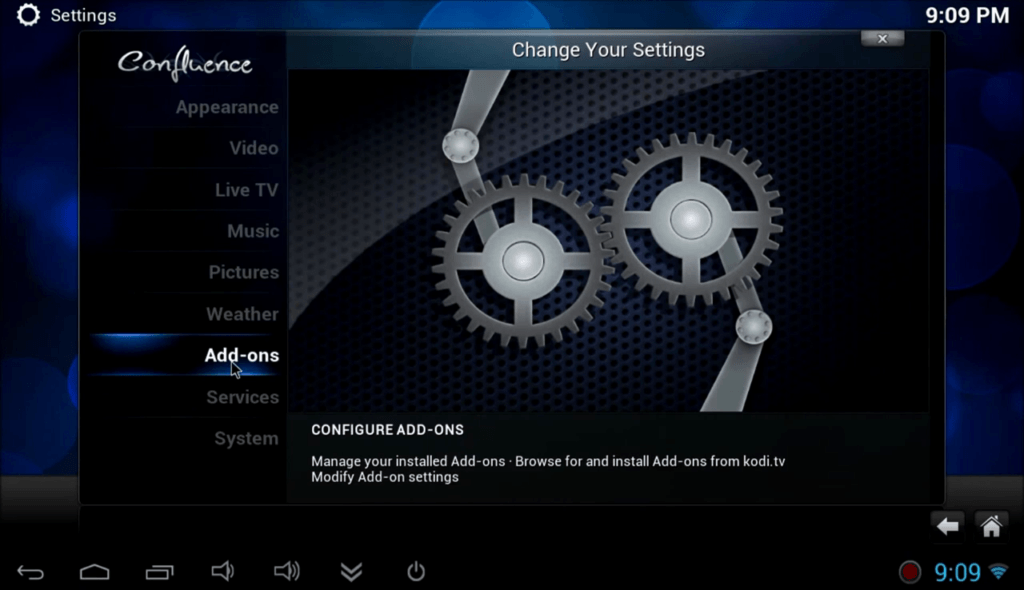 Settings
9:09 PM
Confluence
Change Your Settings
Appearance
Video
Live TV
Music
Pictures
Weather
Add-ons
Services
System
CONFIGURE ADD-ONS
Manage your installed Add-ons · Browse for and install Add-ons from kodi.tv
Modify Add-on settings
9:09